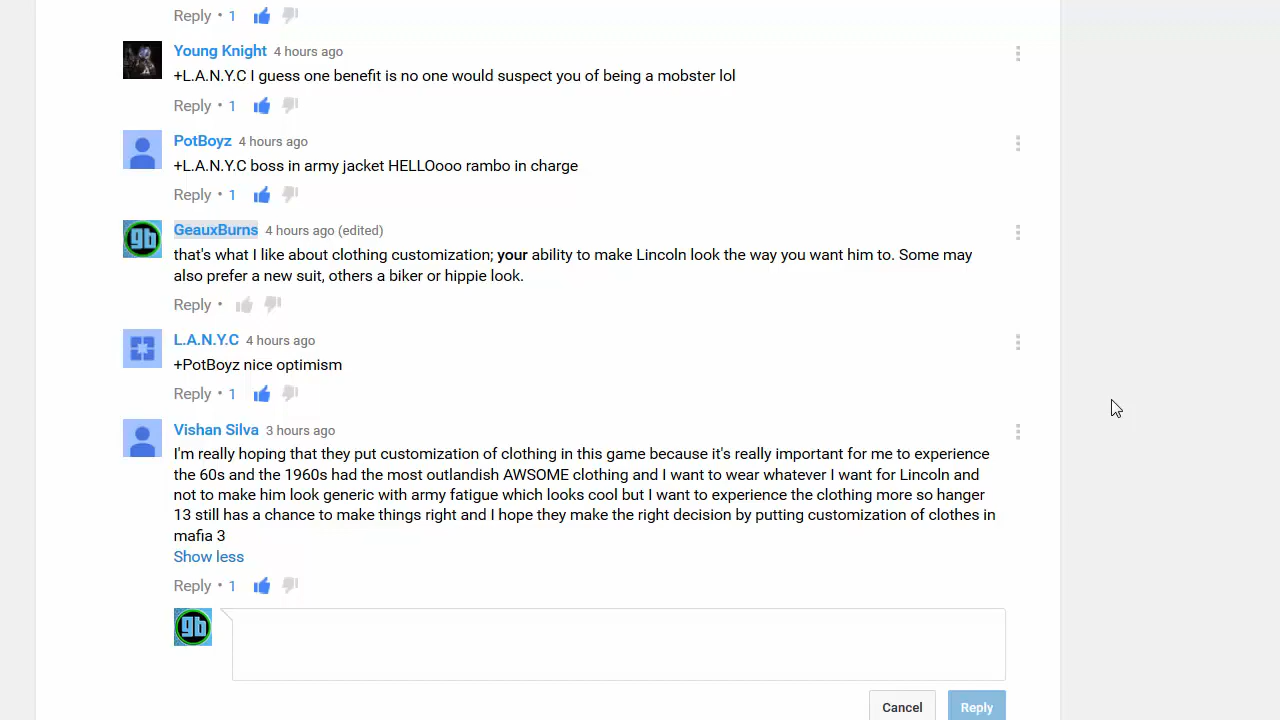 Reply • 1
Young Knight 4 hours ago
+L.A.N.Y.C I guess one benefit is no one would suspect you of being a mobster lol
Reply • 1
PotBoyz 4 hours ago
+L.A.N.Y.C boss in army jacket HELLOooo rambo in charge
Reply • 1
gb
GeauxBurns 4 hours ago (edited)
that's what I like about clothing customization; your ability to make Lincoln look the way you want him to. Some may
also prefer a new suit, others a biker or hippie look.
Reply •
L.A.N.Y.C 4 hours ago
+PotBoyz nice optimism
Reply • 1
Vishan Silva 3 hours ago
I'm really hoping that they put customization of clothing in this game because it's really important for me to experience
the 60s and the 1960s had the most outlandish AWSOME clothing and I want to wear whatever I want for Lincoln and
not to make him look generic with army fatigue which looks cool but I want to experience the clothing more so hanger
13 still has a chance to make things right and I hope they make the right decision by putting customization of clothes in
mafia 3
Show less
Reply • 1
gb
Cancel Reply